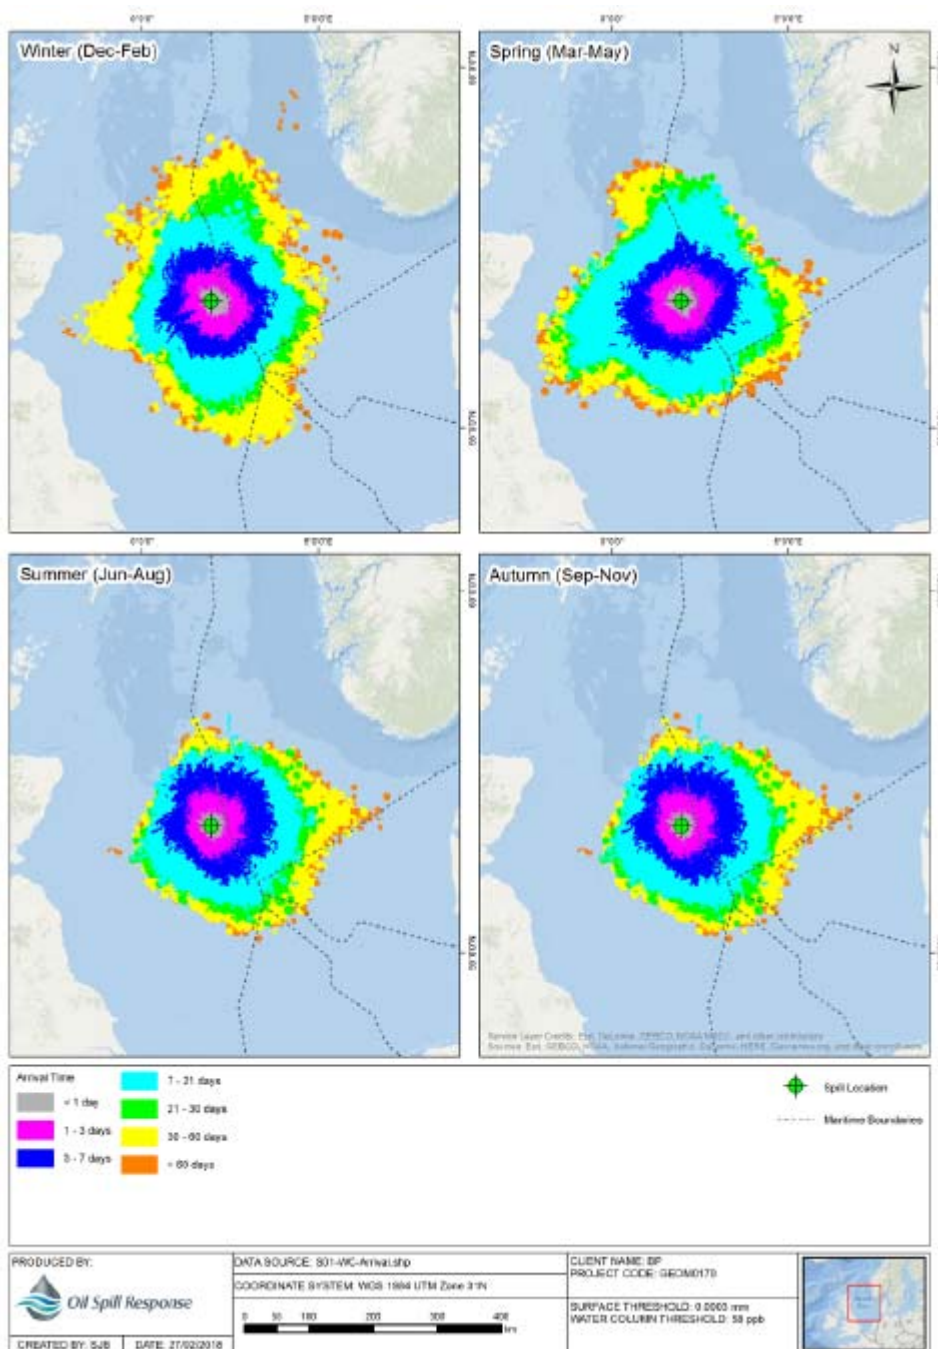 Winter (Dec-Feb)
Spring (Mar-May)
N
Summer (Jun-Aug)
Autumn (Sep-Nov)
Arrival Time
< 1 day
1 - 3 days
3 - 7 days
7 - 21 days
21 - 30 days
30 - 60 days
60 days
Spill Location
Maritime Boundaries
PRODUCED BY:
Oil Spill Response
CREATED BY: SJB
DATE: 27/02/2018
DATA SOURCE: S01-WC-Arrival.shp
COORDINATE SYSTEM: WGS 1984 UTM Zone 31N
0 50 100 200 300 400
km
CLIENT NAME: BP
PROJECT CODE:
SURFACE THRESHOLD: 0.0003 mm
WATER COLUMN THRESHOLD: 58 ppb